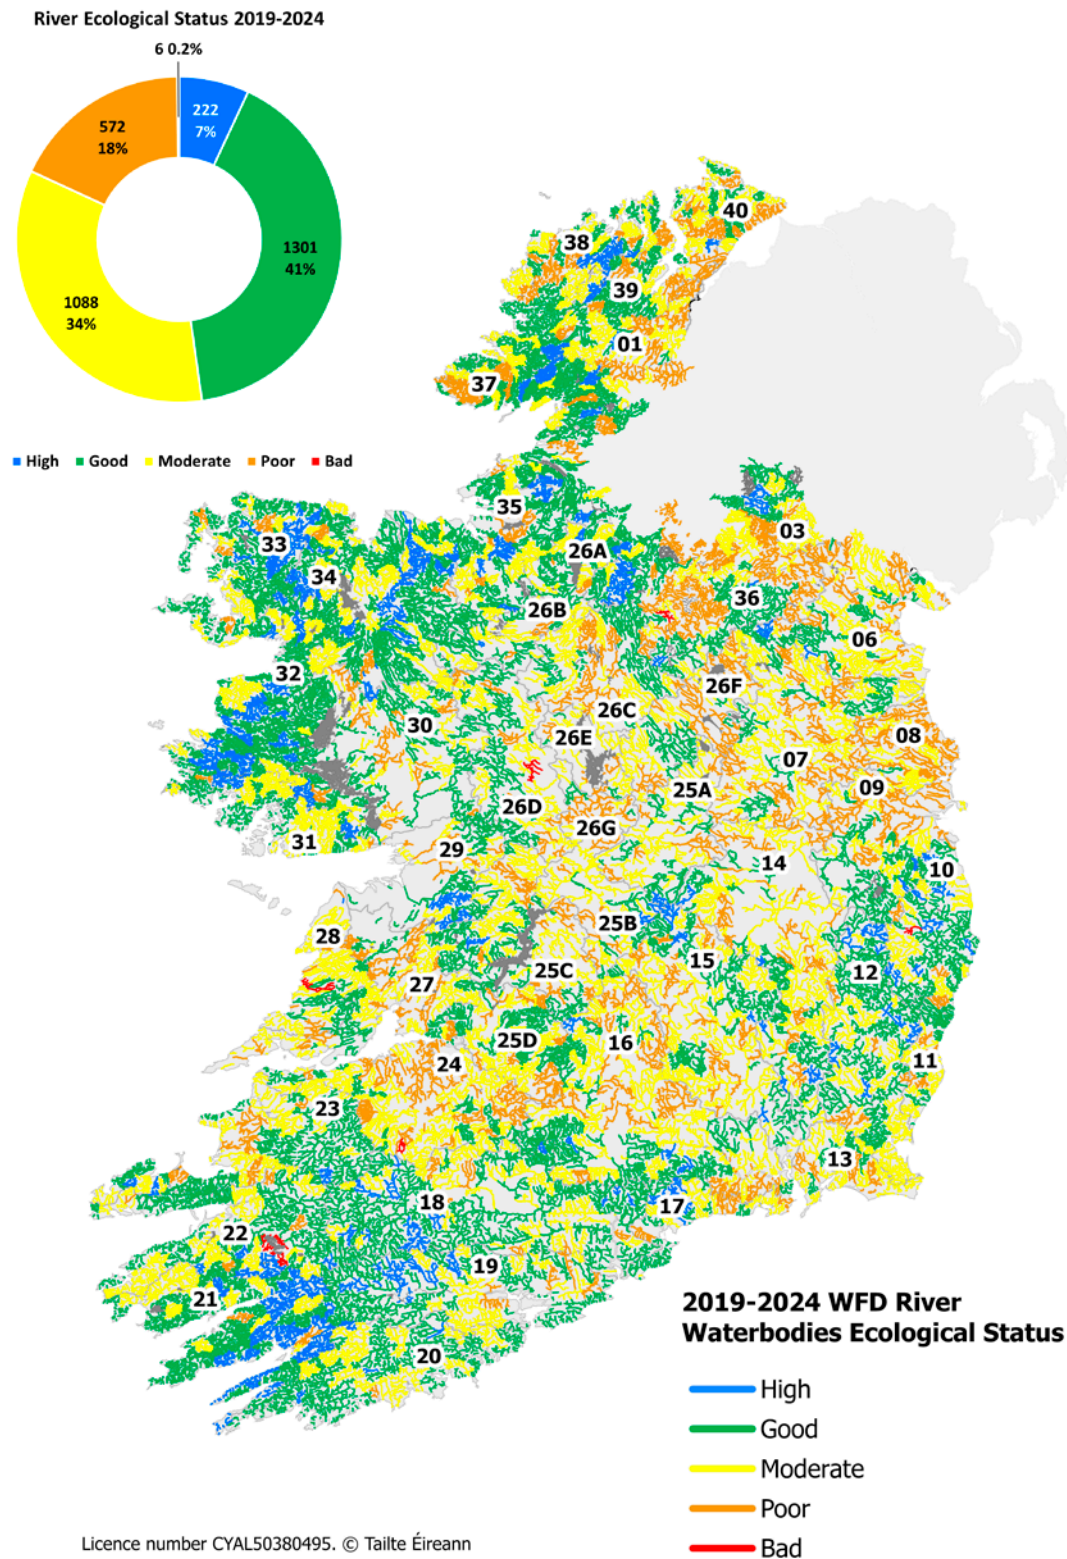 River Ecological Status 2019-2024
6 0.2%
222
7%
572
18%
1301
41%
1088
34%
High Good Moderate Poor Bad
40
38
39
01
37
35
03
33
26A
34
36
26B
06
32
26F
26C
30
26E
08
07
25A
09
26D
26G
31
29
14
10
25B
28
15
25C
12
27
25D
16
11
24
23
13
18
17
22
19
21
20
2019-2024 WFD River
Waterbodies Ecological Status
High
Good
Moderate
Poor
Bad
Licence number CYAL50380495. © Tailte Éireann